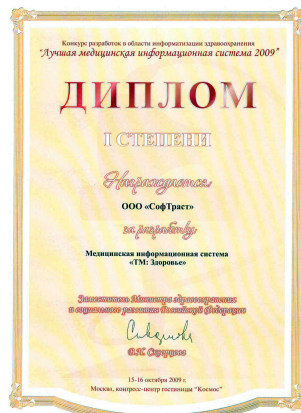 Конкурс разработок в области информатизации здравоохранения
"Лучшая медицинская информационная система 2009"
ДИПЛОМ
I СТЕПЕНИ
Награждается
ООО «СофТраст»
за разработку
Медицинская информационная система
«ТМ: Здоровье»
Заместитель Министра здравоохранения
и социального развития Российской Федерации
В.И. Скворцова
15-16 октября 2009 г.
Москва, конгресс-центр гостиницы "Космос"